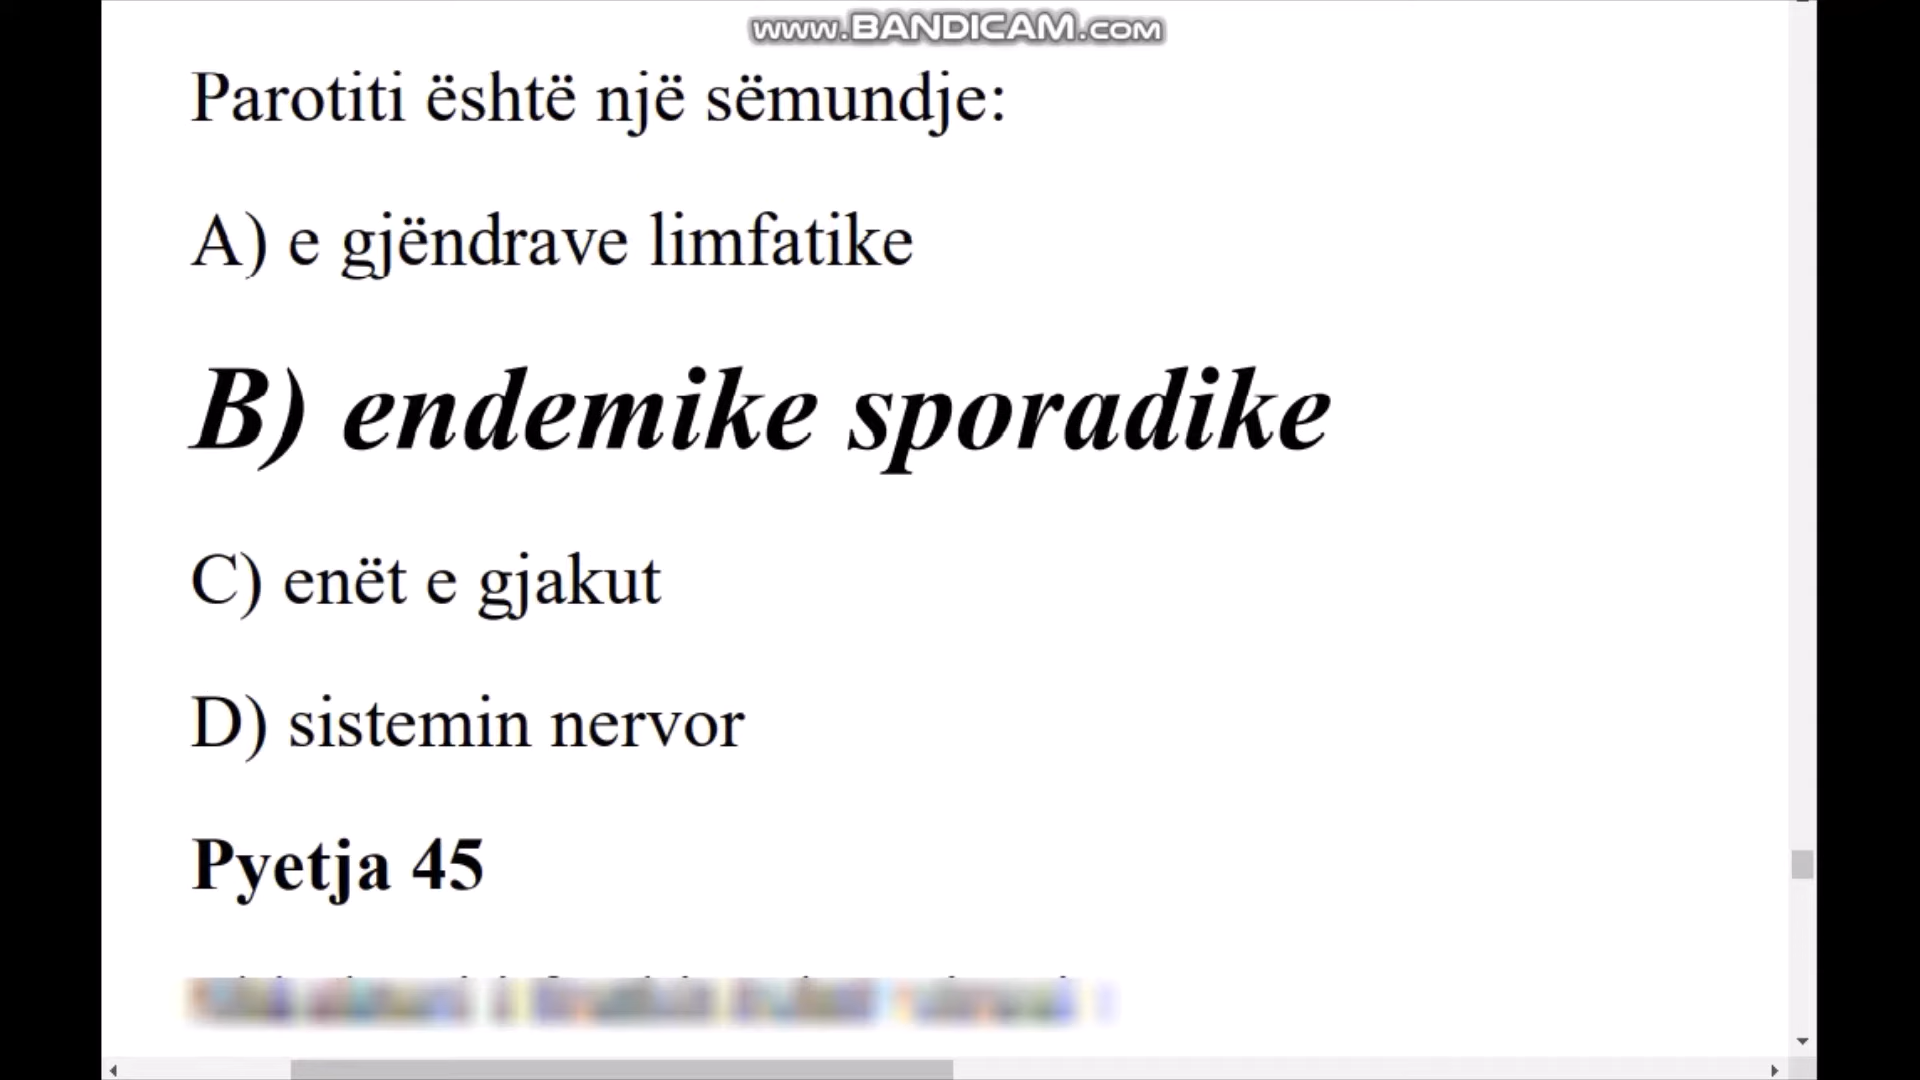 www.BANDICAM.com
Parotiti është një sëmundje:
A) e gjëndrave limfatike
B) endemike sporadike
C) enët e gjakut
D) sistemin nervor
Pyetja 45